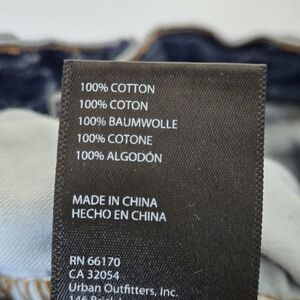 100% COTTON
100% COTON
100% BAUMWOLLE
100% COTONE
100% ALGODÓN
MADE IN CHINA
HECHO EN CHINA
RN 66170
CA 32054
Urban Outfitters, Inc.